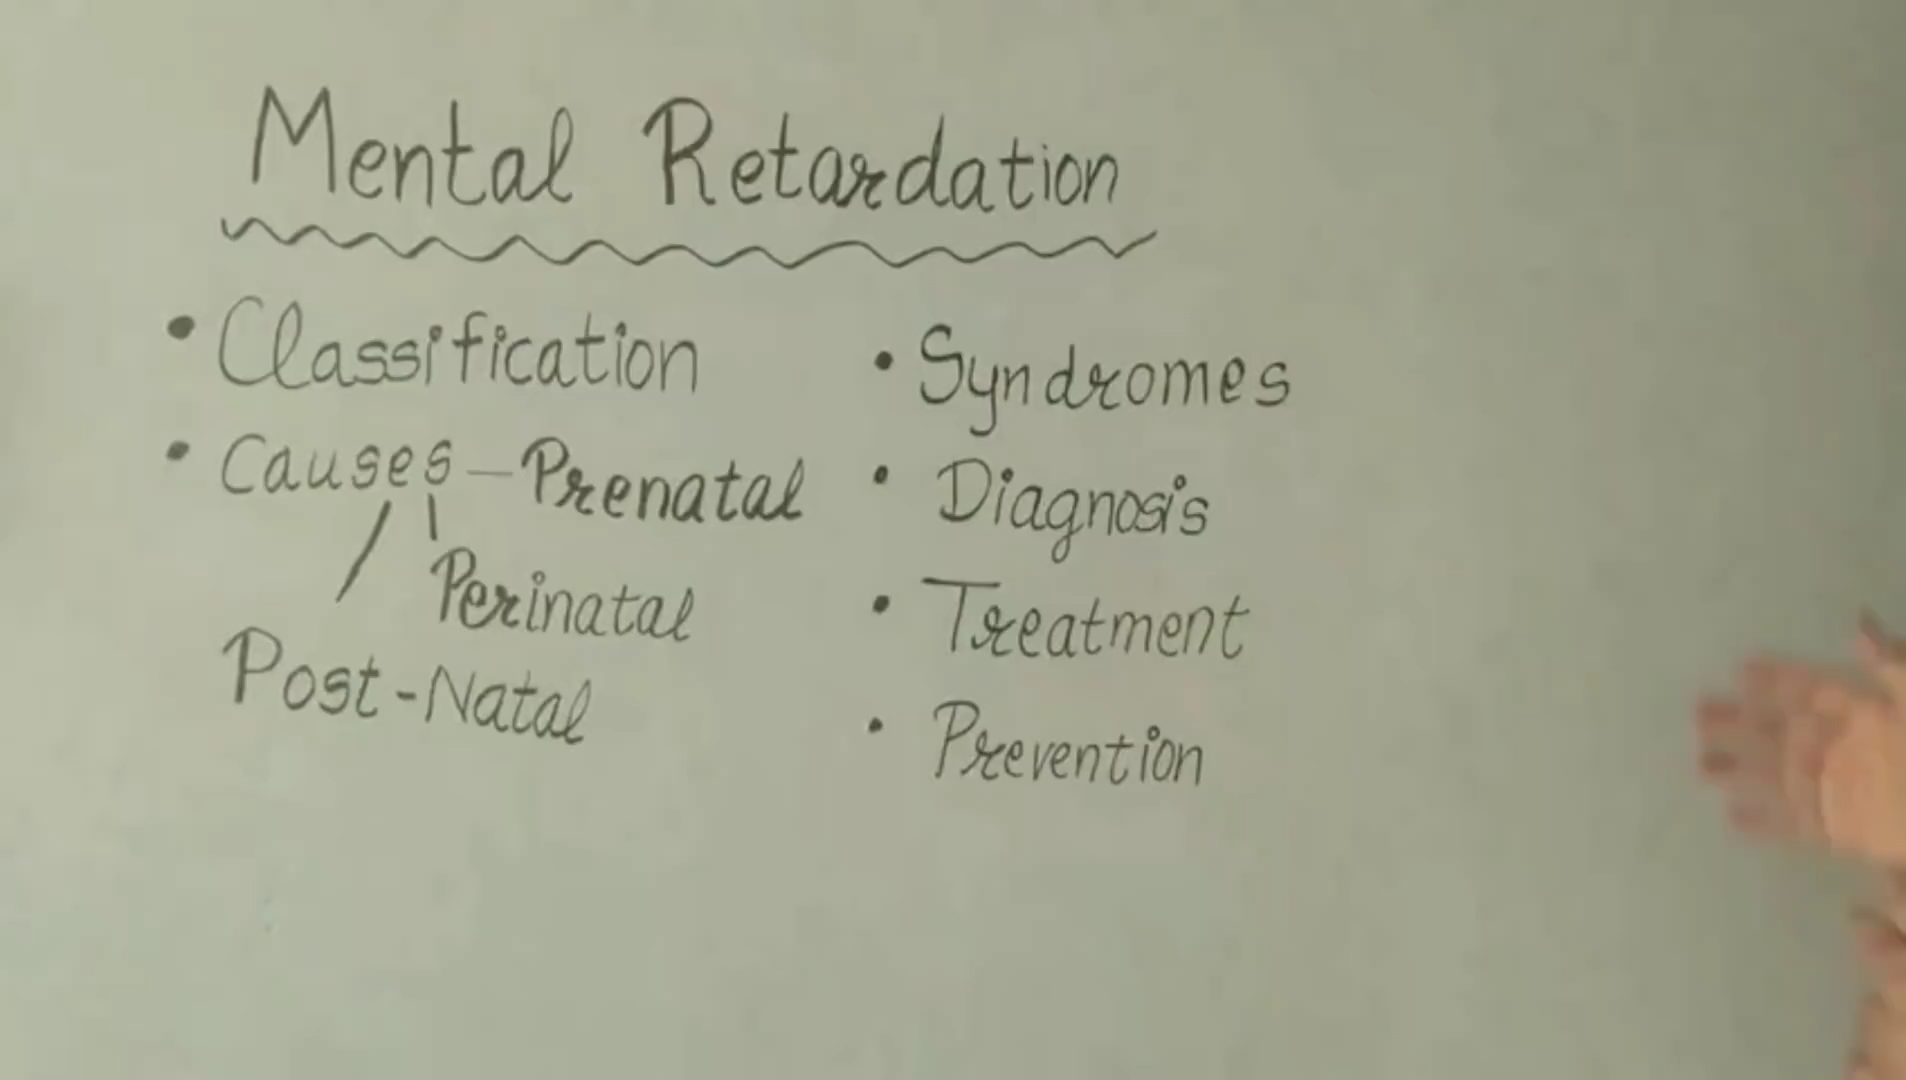 Mental Retardation
• Classification
• Causes - Prenatal
Perinatal
Post-Natal
• Syndromes
• Diagnosis
• Treatment
• Prevention